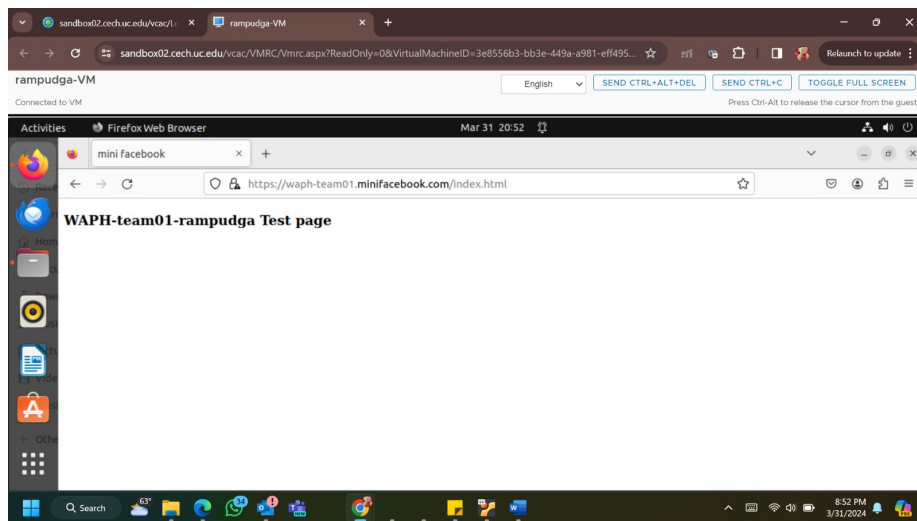 sandbox02.cech.uc.edu/vcac/Lo
rampudga-VM
sandbox02.cech.uc.edu/vcac/VMRC/Vmrc.aspx?ReadOnly=0&VirtualMachineID=3e8556b3-bb3e-449a-a981-eff495...
Relaunch to update
rampudga-VM
English
SEND CTRL+ALT+DEL
SEND CTRL+C
TOGGLE FULL SCREEN
Connected to VM
Press Ctrl-Alt to release the cursor from the guest
Activities
Firefox Web Browser
Mar 31 20:52
mini facebook
https://waph-team01.minifacebook.com/index.html
WAPH-team01-rampudga Test page
63°
Search
34
8:52 PM
3/31/2024